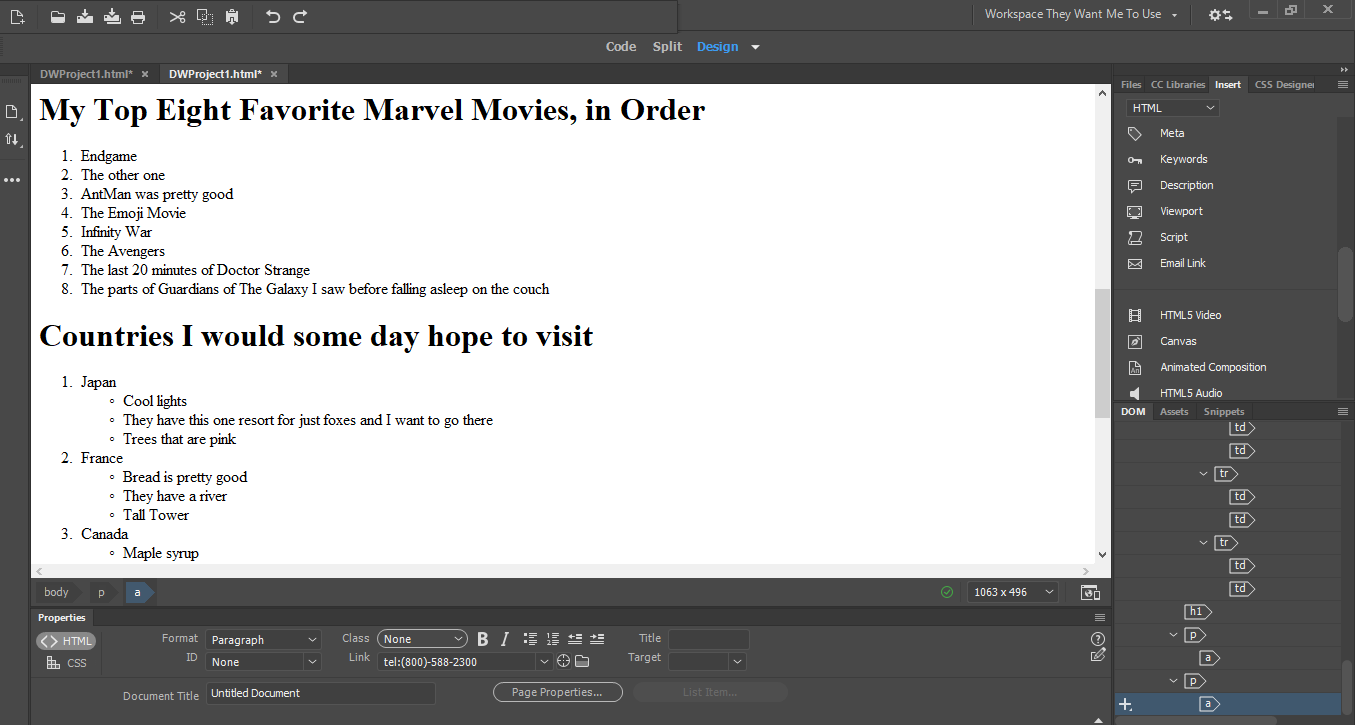 Workspace They Want Me To Use
Code Split Design
DWProject1.html* × DWProject1.html* ×
My Top Eight Favorite Marvel Movies, in Order
1. Endgame
2. The other one
3. AntMan was pretty good
4. The Emoji Movie
5. Infinity War
6. The Avengers
7. The last 20 minutes of Doctor Strange
8. The parts of Guardians of The Galaxy I saw before falling asleep on the couch
Countries I would some day hope to visit
1. Japan
◦ Cool lights
◦ They have this one resort for just foxes and I want to go there
◦ Trees that are pink
2. France
◦ Bread is pretty good
◦ They have a river
◦ Tall Tower
3. Canada
◦ Maple syrup
body p a
1063 x 496
Properties
HTML
CSS
Format Paragraph
ID None
Class None
Link tel:(800)-588-2300
Title
Target
Document Title Untitled Document
Page Properties...
List Item...
Files CC Libraries Insert CSS Designer
HTML
Meta
Keywords
Description
Viewport
Script
Email Link
HTML5 Video
Canvas
Animated Composition
HTML5 Audio
DOM Assets Snippets
td
td
tr
td
td
tr
td
td
h1
p
a
p
a